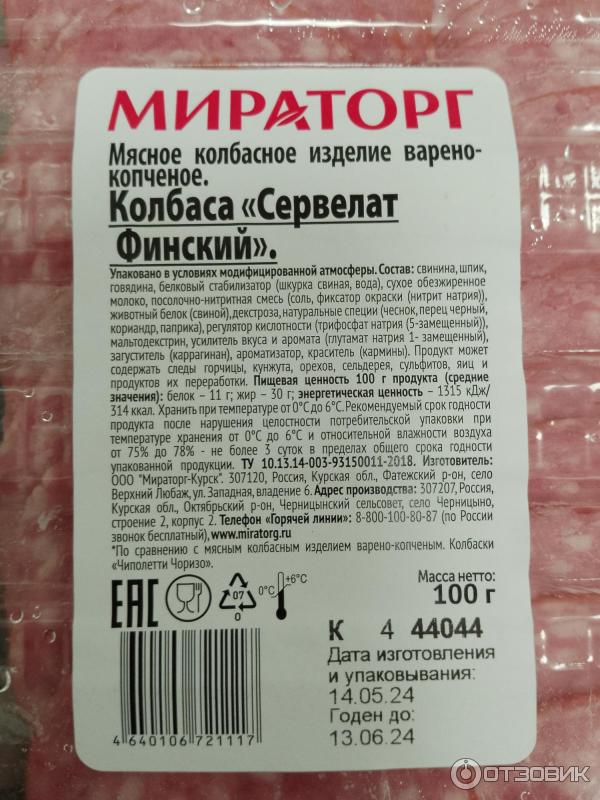 МИРАТОРГ
Мясное колбасное изделие варено-
копченое.
Колбаса «Сервелат
Финский».
Упаковано в условиях модифицированной атмосферы. Состав: свинина, шпик,
говядина, белковый стабилизатор (шкурка свиная, вода), сухое обезжиренное
молоко, посолочно-нитритная смесь (соль, фиксатор окраски (нитрит натрия)),
животный белок (свиной), декстроза, натуральные специи (чеснок, перец черный,
кориандр, паприка), регулятор кислотности (трифосфат натрия (5-замещенный)),
мальтодекстрин, усилитель вкуса и аромата (глутамат натрия 1- замещенный),
загуститель (каррагинан), ароматизатор, краситель (кармины). Продукт может
содержать следы горчицы, кунжута, орехов, сельдерея, сульфитов, яиц и
продуктов их переработки. Пищевая ценность 100 г продукта (средние
значения): белок – 11 г; жир – 30 г; энергетическая ценность – 1315 кДж/
314 ккал. Хранить при температуре от 0°С до 6°С. Рекомендуемый срок годности
продукта после нарушения целостности потребительской упаковки при
температуре хранения от 0°С до 6°С и относительной влажности воздуха
от 75% до 78% - не более 3 суток в пределах общего срока годности
упакованной продукции. ТУ 10.13.14-003-93150011-2018. Изготовитель:
ООО "Мираторг-Курск". 307120, Россия, Курская обл., Фатежский р-он, село
Верхний Любаж, ул. Западная, владение 6. Адрес производства: 307207, Россия,
Курская обл., Октябрьский р-он, Черницынский сельсовет, село Черницыно,
строение 2, корпус 2. Телефон «Горячей линии»: 8-800-100-80-87 (по России
звонок бесплатный), www.miratorg.ru
*По сравнению с мясным колбасным изделием варено-копченым. Колбаски
«Чиполетти Чоризо».
EAC
07
0
0°C
+6°C
Масса нетто:
100 г
К 4 44044
Дата изготовления
и упаковывания:
14.05.24
Годен до:
13.06.24
4 640106 721117
ОТЗОВИК